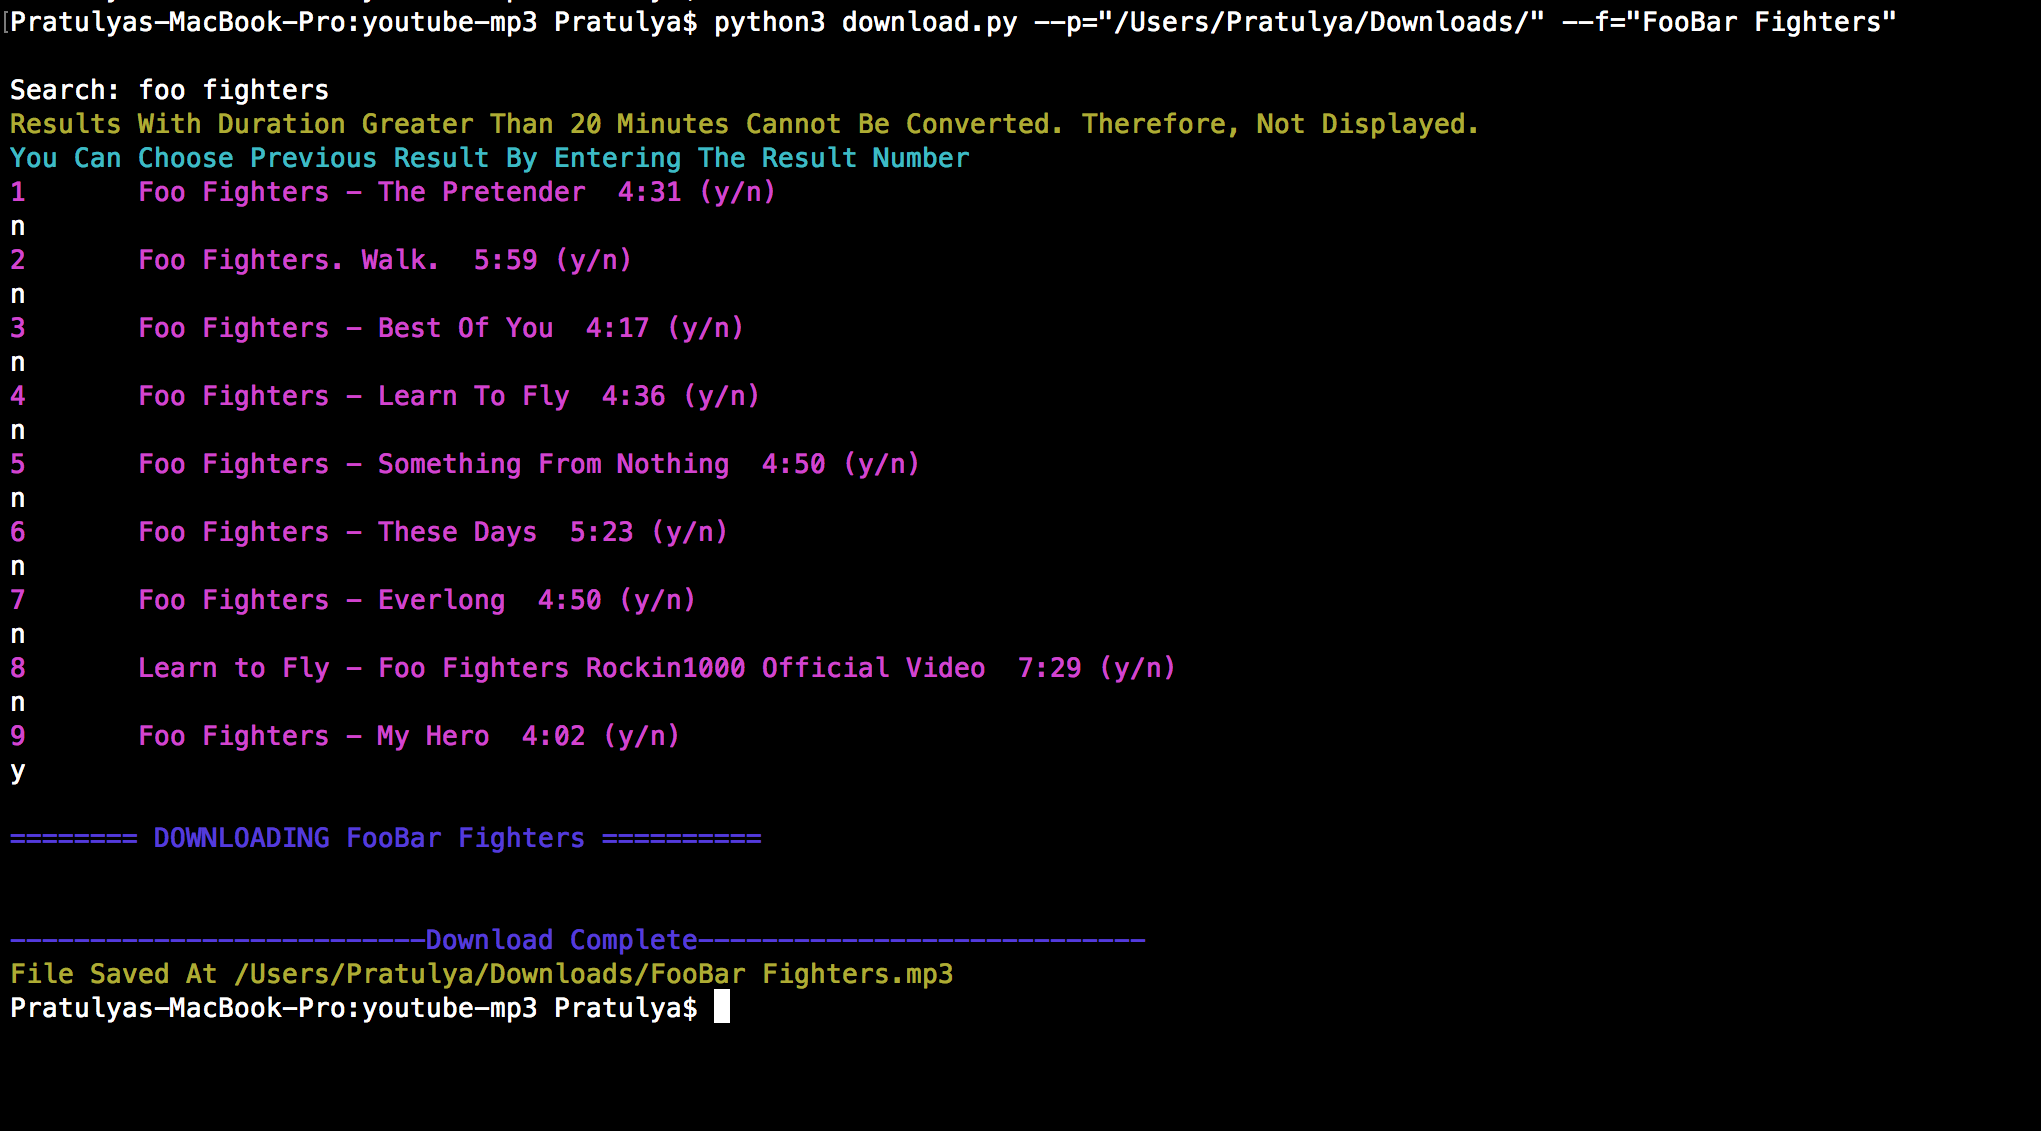 Pratulyas-MacBook-Pro:youtube-mp3 Pratulya$ python3 download.py --p="/Users/Pratulya/Downloads/" --f="FooBar Fighters"
Search: foo fighters
Results With Duration Greater Than 20 Minutes Cannot Be Converted. Therefore, Not Displayed.
You Can Choose Previous Result By Entering The Result Number
1 Foo Fighters - The Pretender 4:31 (y/n)
n
2 Foo Fighters. Walk. 5:59 (y/n)
n
3 Foo Fighters - Best Of You 4:17 (y/n)
n
4 Foo Fighters - Learn To Fly 4:36 (y/n)
n
5 Foo Fighters - Something From Nothing 4:50 (y/n)
n
6 Foo Fighters - These Days 5:23 (y/n)
n
7 Foo Fighters - Everlong 4:50 (y/n)
n
8 Learn to Fly - Foo Fighters Rockin1000 Official Video 7:29 (y/n)
n
9 Foo Fighters - My Hero 4:02 (y/n)
y
======== DOWNLOADING FooBar Fighters ==========
--------------------------Download Complete----------------------------
File Saved At /Users/Pratulya/Downloads/FooBar Fighters.mp3
Pratulyas-MacBook-Pro:youtube-mp3 Pratulya$